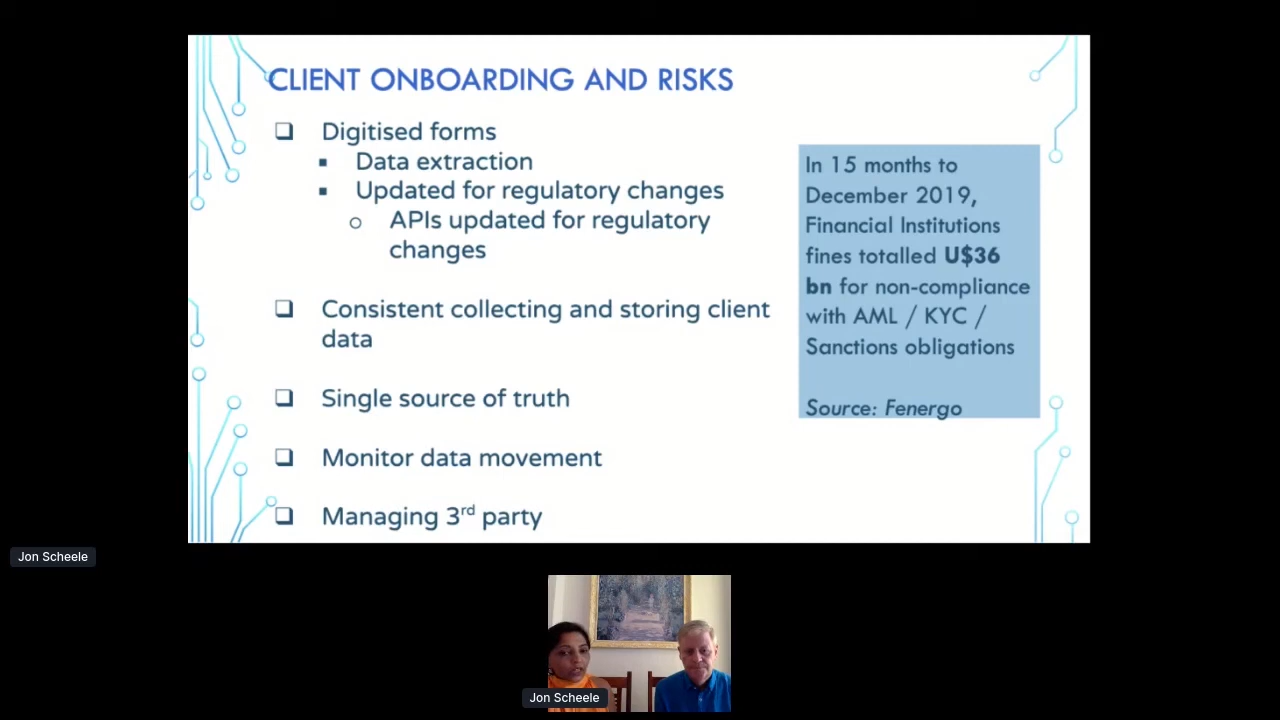 CLIENT ONBOARDING AND RISKS
Digitised forms
Data extraction
Updated for regulatory changes
APIs updated for regulatory
changes
Consistent collecting and storing client
data
Single source of truth
Monitor data movement
Managing 3rd party
In 15 months to
December 2019,
Financial Institutions
fines totalled U$36
bn for non-compliance
with AML / KYC /
Sanctions obligations
Source: Fenergo
Jon Scheele
Jon Scheele